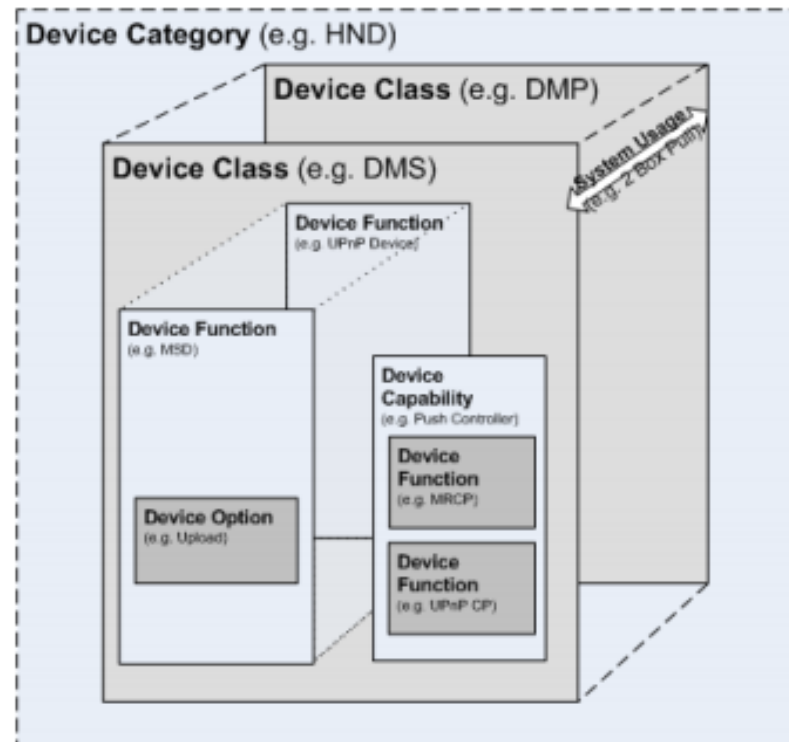 Device Category (e.g. HND)
Device Class (e.g. DMP)
System Usage
(e.g. 2 Box Pull)
Device Class (e.g. DMS)
Device Function
(e.g. UPnP Device)
Device Function
(e.g. MSD)
Device
Capability
(e.g. Push Controller)
Device
Function
(e.g. MRCP)
Device Option
(e.g. Upload)
Device
Function
(e.g. UPnP CP)